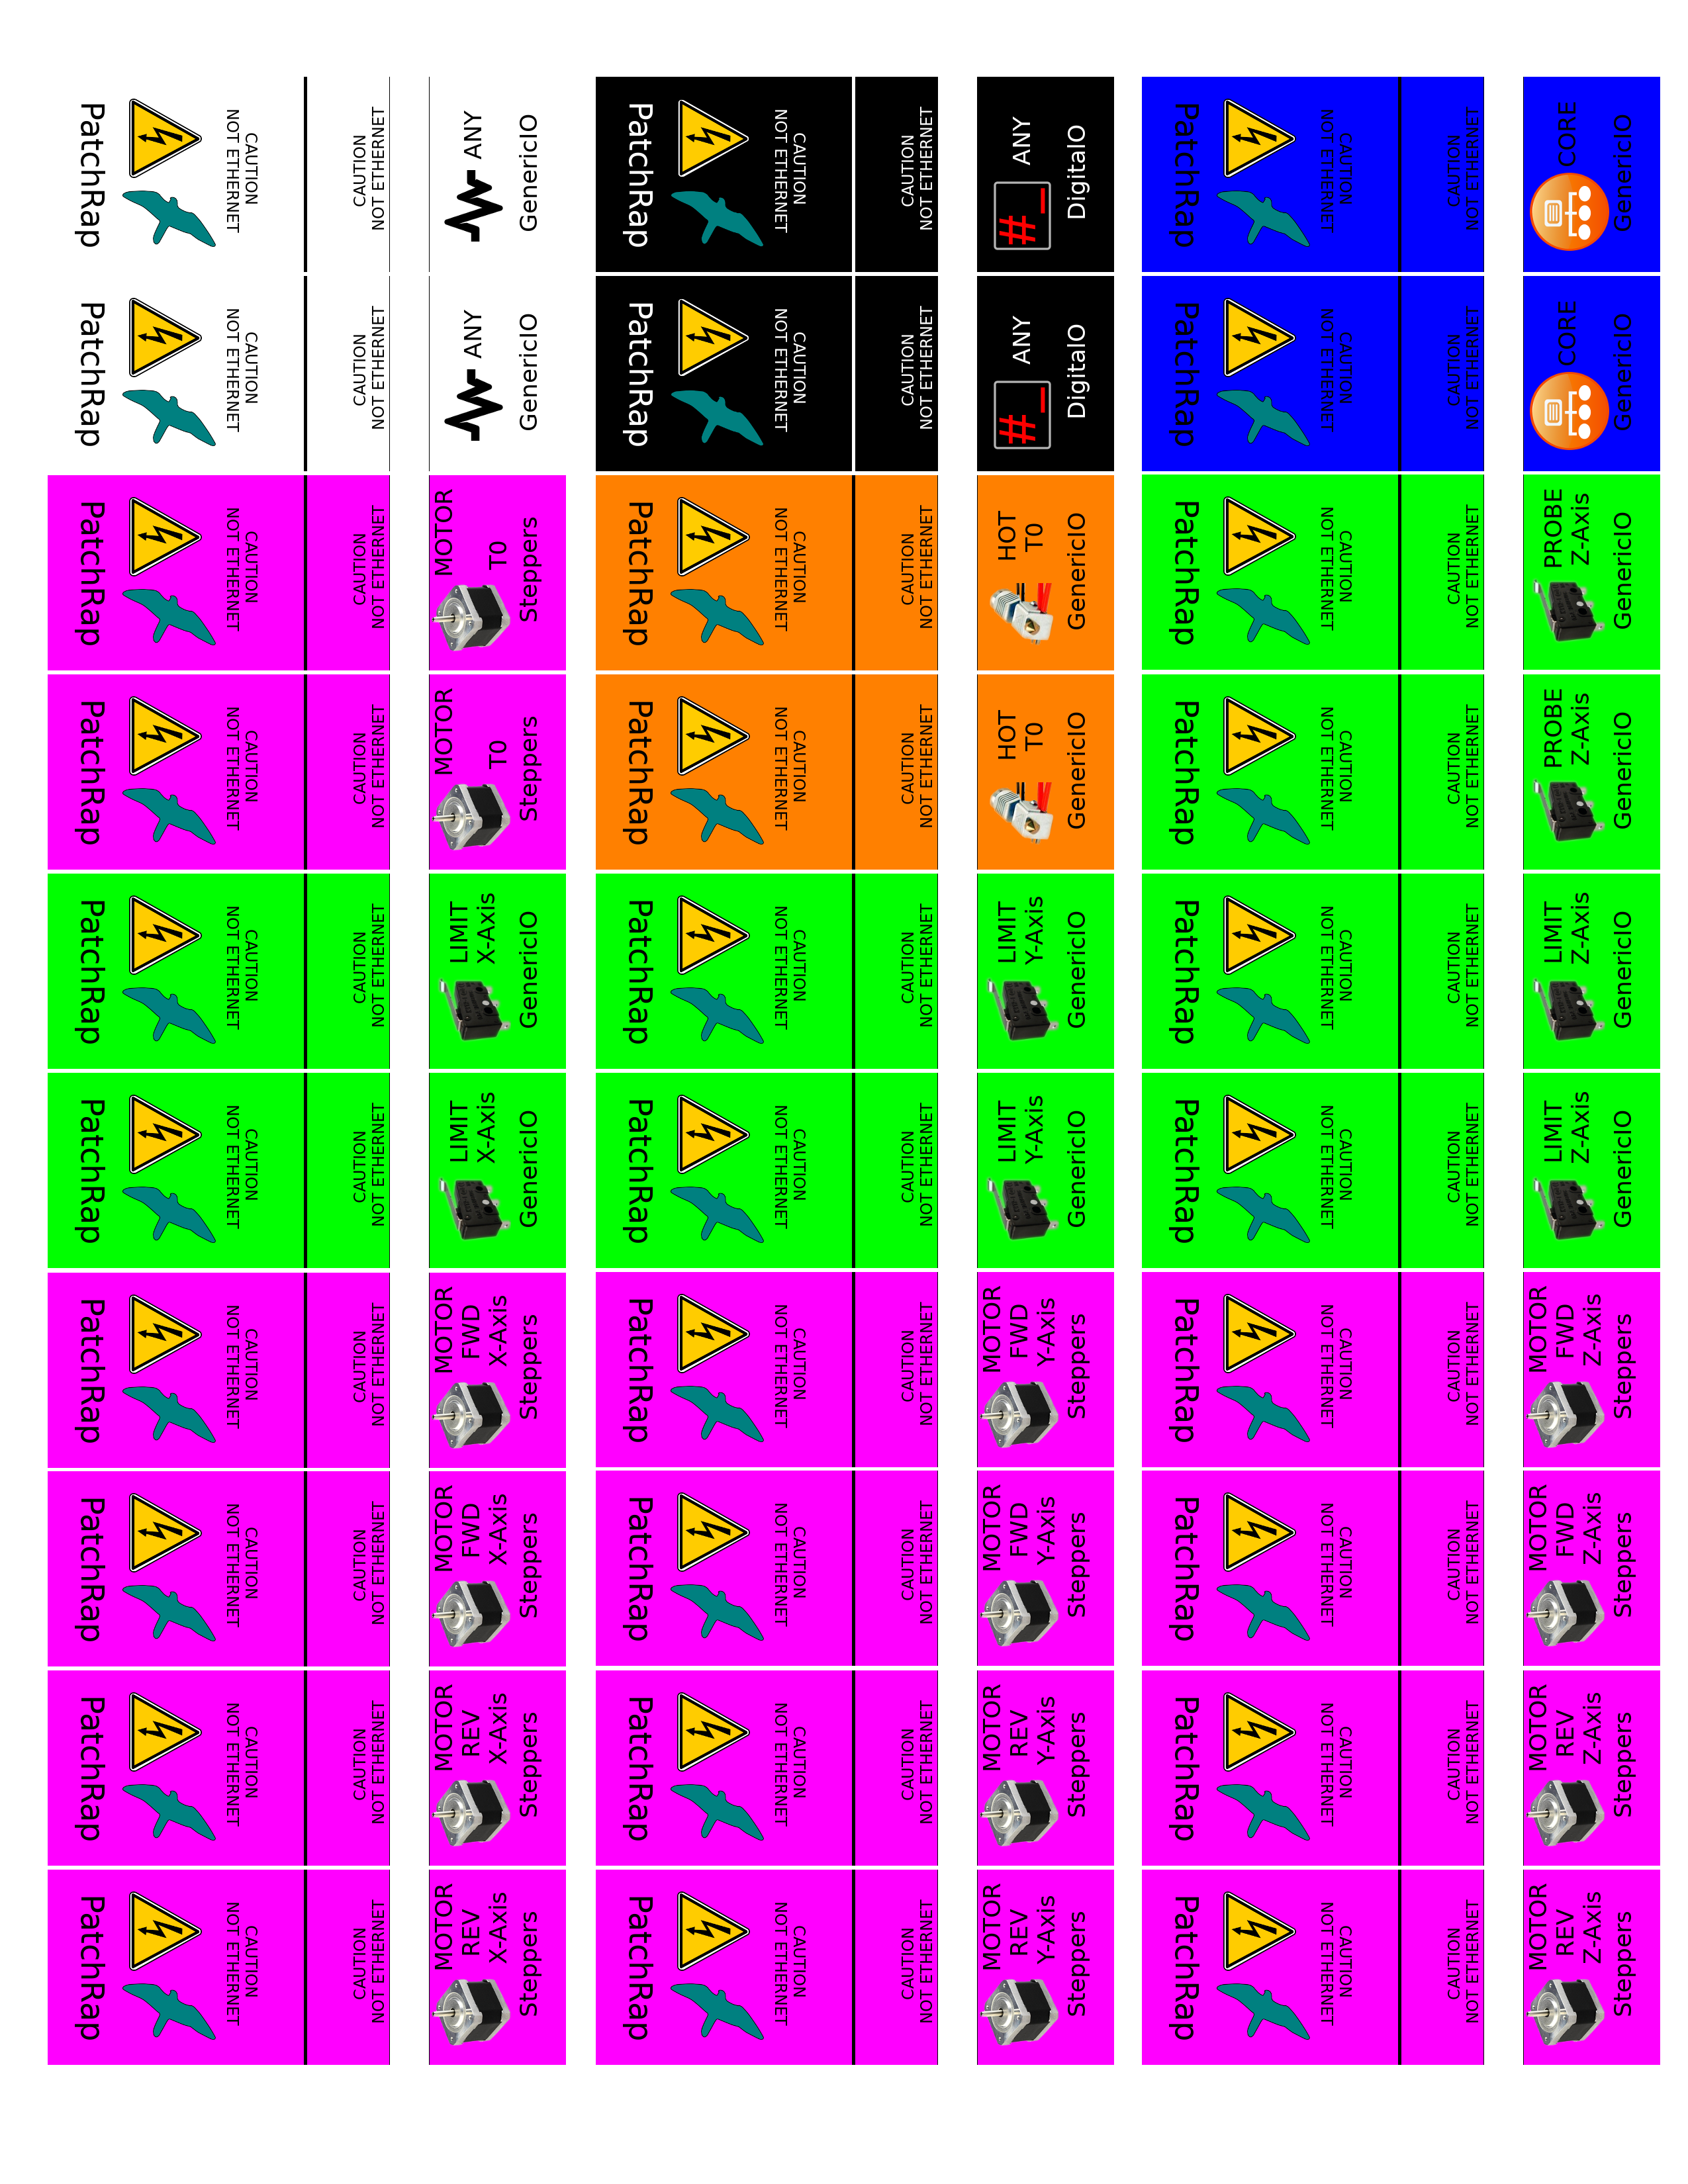 CAUTION
NOT ETHERNET
PatchRap
CAUTION
NOT ETHERNET
ANY
GenericIO
CAUTION
NOT ETHERNET
PatchRap
CAUTION
NOT ETHERNET
ANY
DigitalO
CAUTION
NOT ETHERNET
PatchRap
CAUTION
NOT ETHERNET
CORE
GenericIO
CAUTION
NOT ETHERNET
PatchRap
CAUTION
NOT ETHERNET
ANY
GenericIO
CAUTION
NOT ETHERNET
PatchRap
CAUTION
NOT ETHERNET
ANY
DigitalO
CAUTION
NOT ETHERNET
PatchRap
CAUTION
NOT ETHERNET
CORE
GenericIO
CAUTION
NOT ETHERNET
PatchRap
CAUTION
NOT ETHERNET
MOTOR
T0
Steppers
CAUTION
NOT ETHERNET
PatchRap
CAUTION
NOT ETHERNET
HOT
T0
GenericIO
CAUTION
NOT ETHERNET
PatchRap
CAUTION
NOT ETHERNET
PROBE
Z-Axis
GenericIO
CAUTION
NOT ETHERNET
PatchRap
CAUTION
NOT ETHERNET
MOTOR
T0
Steppers
CAUTION
NOT ETHERNET
PatchRap
CAUTION
NOT ETHERNET
HOT
T0
GenericIO
CAUTION
NOT ETHERNET
PatchRap
CAUTION
NOT ETHERNET
PROBE
Z-Axis
GenericIO
CAUTION
NOT ETHERNET
PatchRap
CAUTION
NOT ETHERNET
LIMIT
X-Axis
GenericIO
CAUTION
NOT ETHERNET
PatchRap
CAUTION
NOT ETHERNET
LIMIT
Y-Axis
GenericIO
CAUTION
NOT ETHERNET
PatchRap
CAUTION
NOT ETHERNET
LIMIT
Z-Axis
GenericIO
CAUTION
NOT ETHERNET
PatchRap
CAUTION
NOT ETHERNET
LIMIT
X-Axis
GenericIO
CAUTION
NOT ETHERNET
PatchRap
CAUTION
NOT ETHERNET
LIMIT
Y-Axis
GenericIO
CAUTION
NOT ETHERNET
PatchRap
CAUTION
NOT ETHERNET
LIMIT
Z-Axis
GenericIO
CAUTION
NOT ETHERNET
PatchRap
CAUTION
NOT ETHERNET
MOTOR
FWD
X-Axis
Steppers
CAUTION
NOT ETHERNET
PatchRap
CAUTION
NOT ETHERNET
MOTOR
FWD
Y-Axis
Steppers
CAUTION
NOT ETHERNET
PatchRap
CAUTION
NOT ETHERNET
MOTOR
FWD
Z-Axis
Steppers
CAUTION
NOT ETHERNET
PatchRap
CAUTION
NOT ETHERNET
MOTOR
FWD
X-Axis
Steppers
CAUTION
NOT ETHERNET
PatchRap
CAUTION
NOT ETHERNET
MOTOR
FWD
Y-Axis
Steppers
CAUTION
NOT ETHERNET
PatchRap
CAUTION
NOT ETHERNET
MOTOR
FWD
Z-Axis
Steppers
CAUTION
NOT ETHERNET
PatchRap
CAUTION
NOT ETHERNET
MOTOR
REV
X-Axis
Steppers
CAUTION
NOT ETHERNET
PatchRap
CAUTION
NOT ETHERNET
MOTOR
REV
Y-Axis
Steppers
CAUTION
NOT ETHERNET
PatchRap
CAUTION
NOT ETHERNET
MOTOR
REV
Z-Axis
Steppers
CAUTION
NOT ETHERNET
PatchRap
CAUTION
NOT ETHERNET
MOTOR
REV
X-Axis
Steppers
CAUTION
NOT ETHERNET
PatchRap
CAUTION
NOT ETHERNET
MOTOR
REV
Y-Axis
Steppers
CAUTION
NOT ETHERNET
PatchRap
CAUTION
NOT ETHERNET
MOTOR
REV
Z-Axis
Steppers